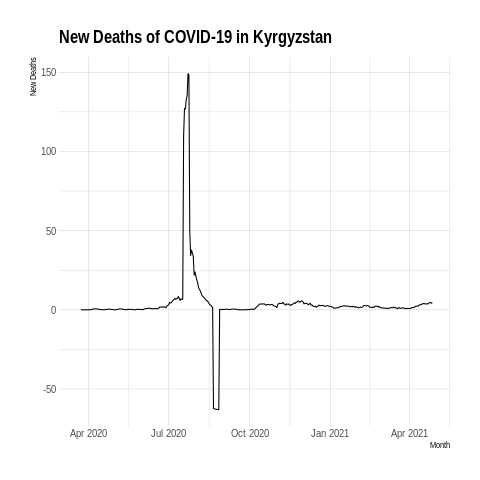 New Deaths of COVID-19 in Kyrgyzstan
New Deaths
150
100
50
0
-50
Apr 2020 Jul 2020 Oct 2020 Jan 2021 Apr 2021
Month